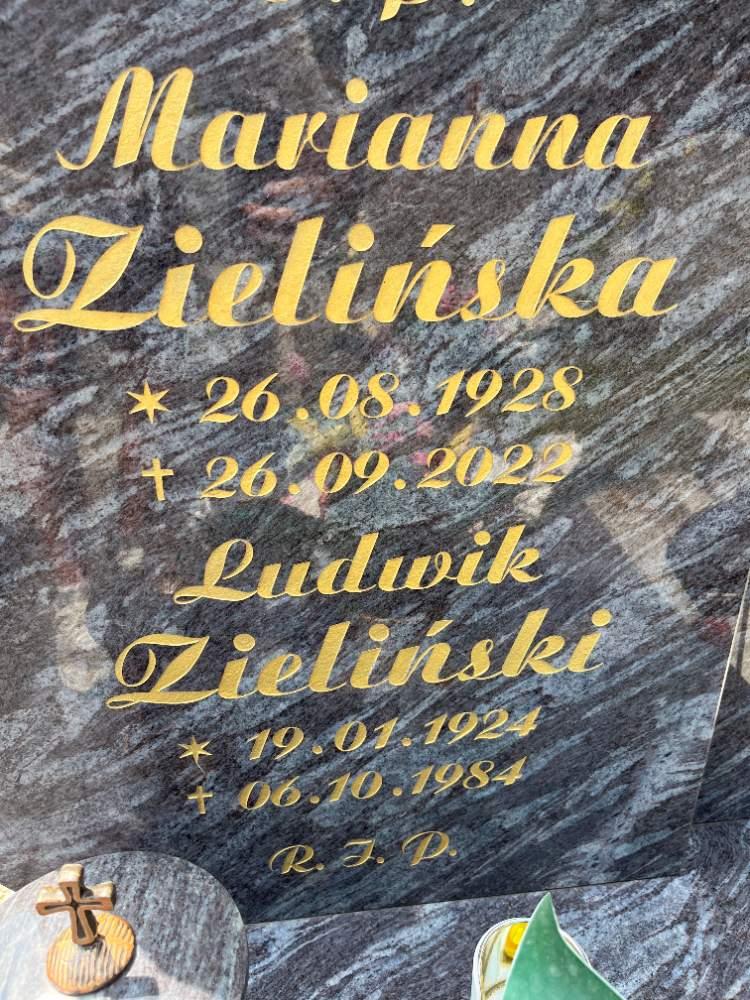 Marianna
Zielińska
* 26.08.1928
† 26.09.2022
Ludwik
Zieliński
* 19.01.1924
† 06.10.1984
R. I. P.